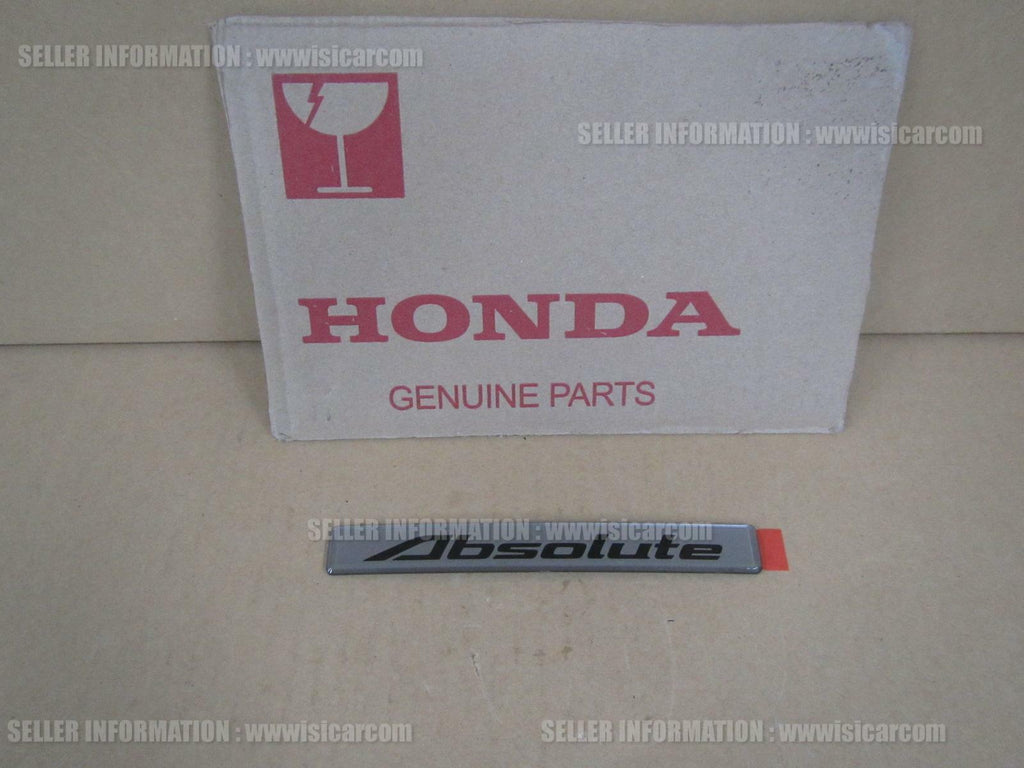 SELLER INFORMATION : wwwisicarcom
SELLER INFORMATION : wwwisicarcom
HONDA
GENUINE PARTS
SELLER INFORMATION : wwwisicarcom
Absolute
SELLER INFORMATION : wwwisicarcom
SELLER INFORMATION : wwwisicarcom